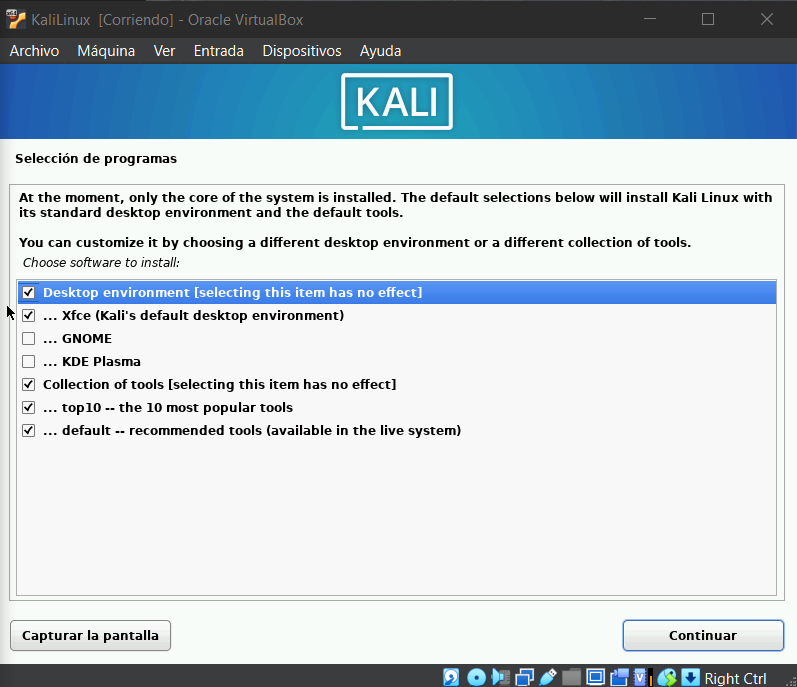 KaliLinux [Corriendo] - Oracle VirtualBox
Archivo Máquina Ver Entrada Dispositivos Ayuda
KALI
Selección de programas
At the moment, only the core of the system is installed. The default selections below will install Kali Linux with
its standard desktop environment and the default tools.
You can customize it by choosing a different desktop environment or a different collection of tools.
Choose software to install:
Desktop environment [selecting this item has no effect]
... Xfce (Kali's default desktop environment)
... GNOME
... KDE Plasma
Collection of tools [selecting this item has no effect]
... top10 -- the 10 most popular tools
... default -- recommended tools (available in the live system)
Capturar la pantalla Continuar
Right Ctrl